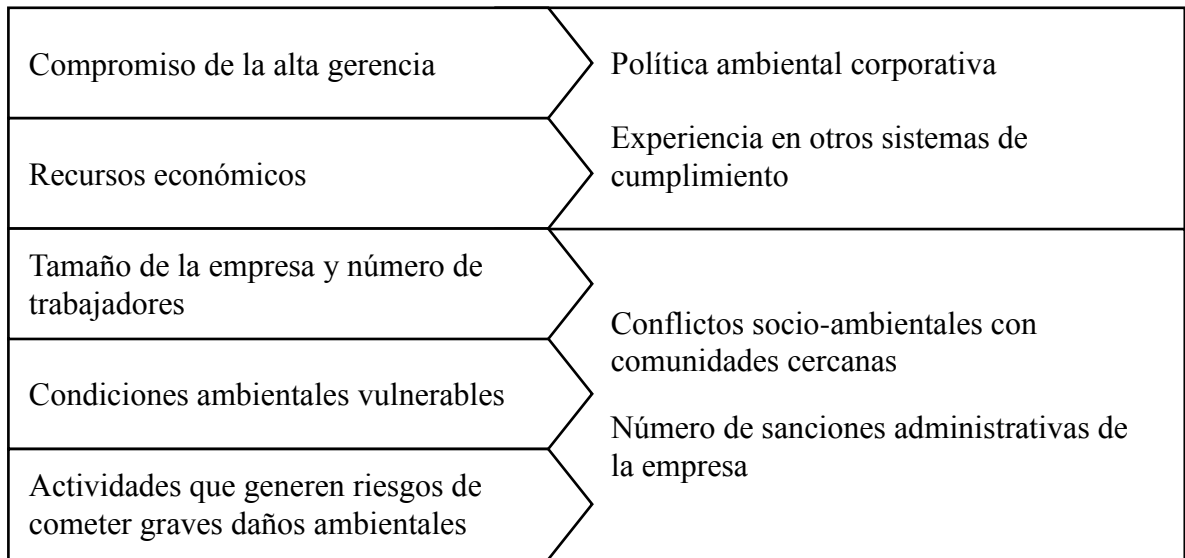 Compromiso de la alta gerencia
Recursos económicos
Política ambiental corporativa
Experiencia en otros sistemas de
cumplimiento
Tamaño de la empresa y número de
trabajadores
Condiciones ambientales vulnerables
Actividades que generen riesgos de
cometer graves daños ambientales
Conflictos socio-ambientales con
comunidades cercanas
Número de sanciones administrativas de
la empresa